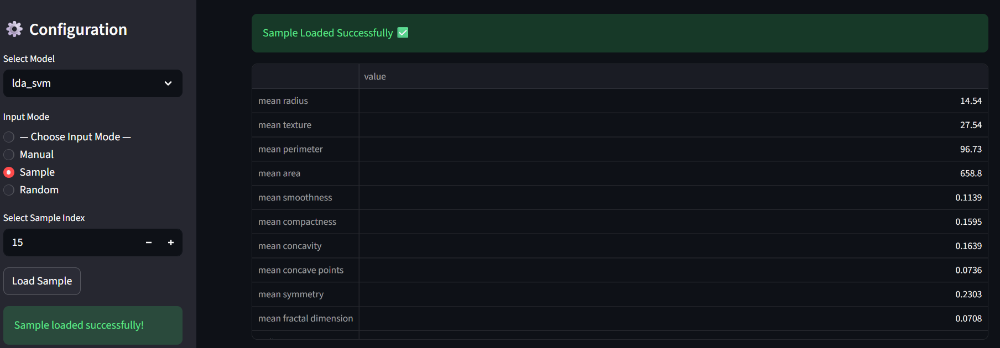 Configuration
Select Model
lda_svm
Input Mode
— Choose Input Mode —
Manual
Sample
Random
Select Sample Index
15
Load Sample
Sample loaded successfully!
Sample Loaded Successfully
value
mean radius 14.54
mean texture 27.54
mean perimeter 96.73
mean area 658.8
mean smoothness 0.1139
mean compactness 0.1595
mean concavity 0.1639
mean concave points 0.0736
mean symmetry 0.2303
mean fractal dimension 0.0708